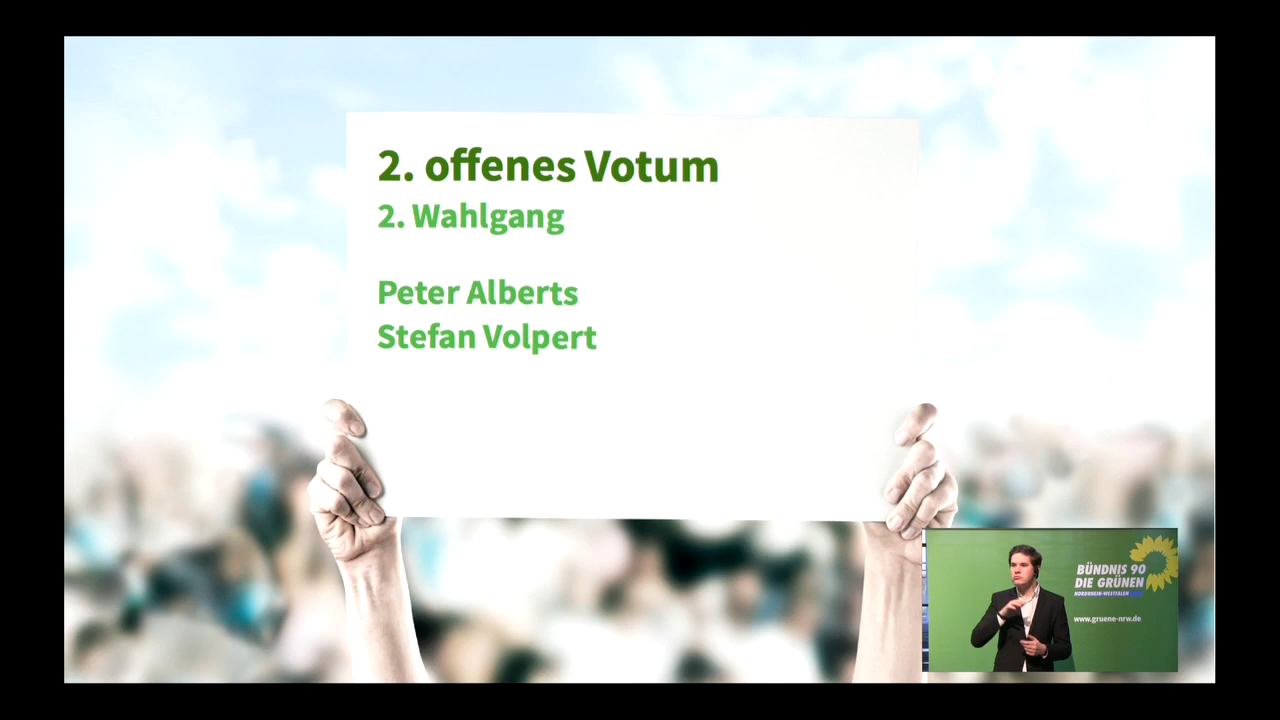 2. offenes Votum
2. Wahlgang
Peter Alberts
Stefan Volpert
BÜNDNIS 90
DIE GRÜNEN
NORDRHEIN-WESTFALEN
www.gruene-nrw.de